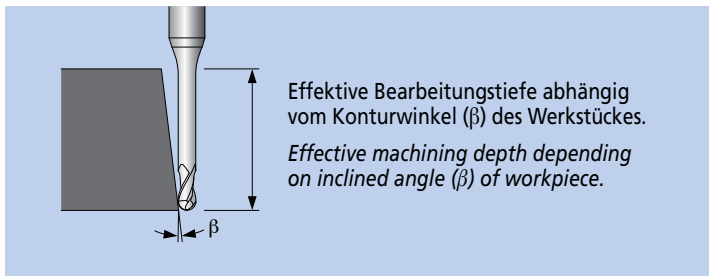 Effektive Bearbeitungstiefe abhängig
vom Konturwinkel (β) des Werkstückes.
Effective machining depth depending
on inclined angle (β) of workpiece.
β